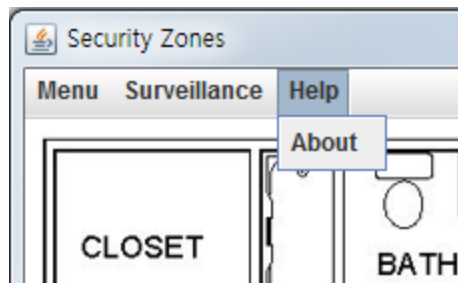 Security Zones
Menu Surveillance Help
About
CLOSET
BATH